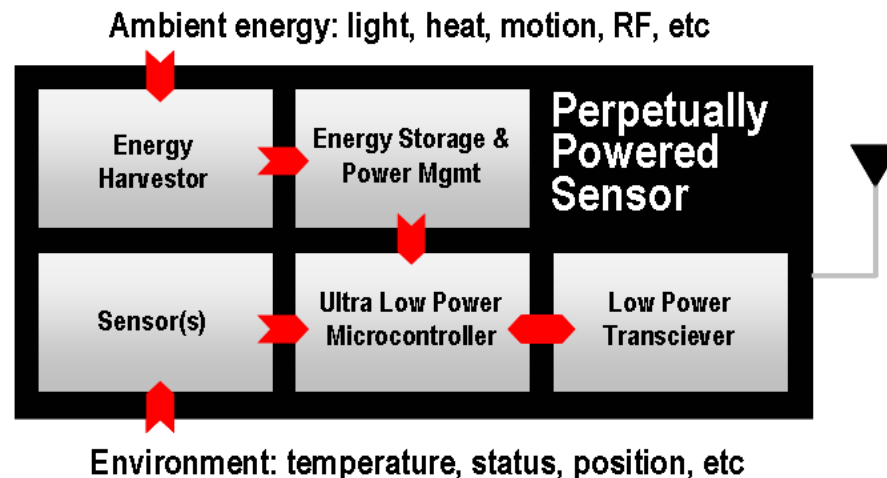 Ambient energy: light, heat, motion, RF, etc
Energy
Harvestor
Energy Storage &
Power Mgmt
Perpetually
Powered
Sensor
Sensor(s)
Ultra Low Power
Microcontroller
Low Power
Transciever
Environment: temperature, status, position, etc